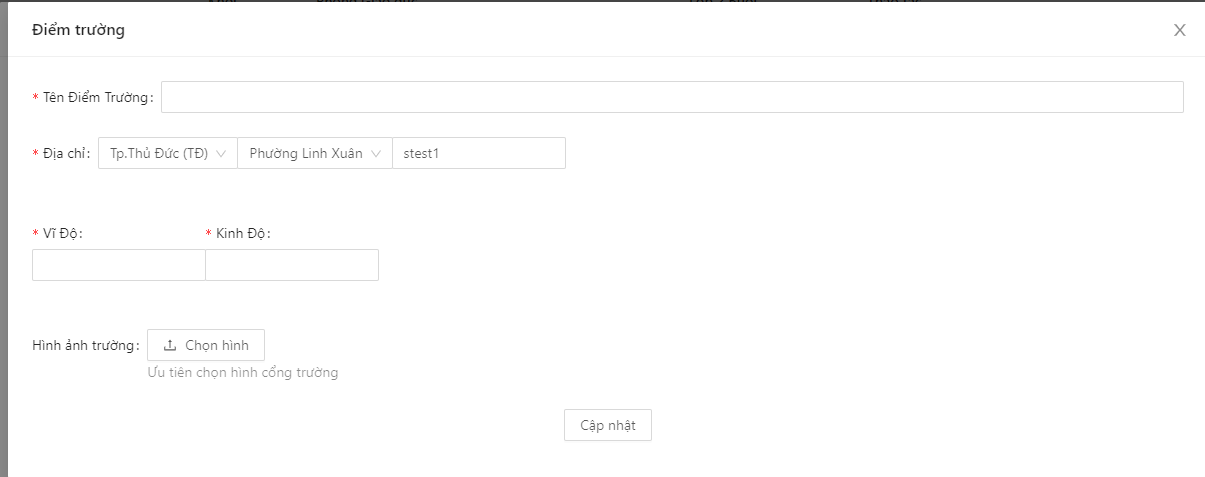 Điểm trường
* Tên Điểm Trường:
* Địa chỉ: Tp.Thủ Đức (TĐ) Phường Linh Xuân stest1
* Vĩ Độ: * Kinh Độ:
Hình ảnh trường: Chọn hình
Ưu tiên chọn hình cổng trường
Cập nhật